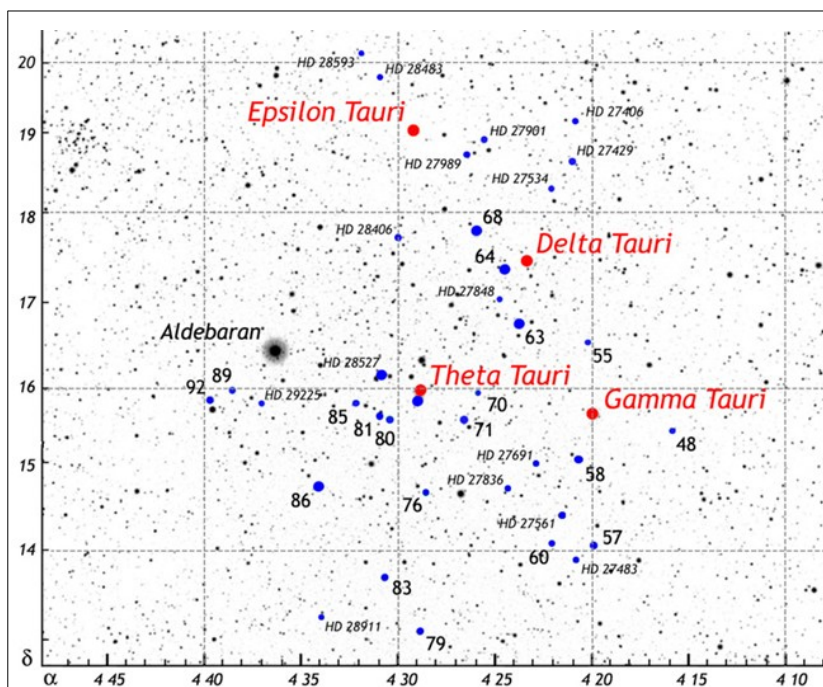 20
HD 28593
HD 28483
Epsilon Tauri
HD 27406
19
HD 27901
HD 27989
HD 27429
HD 27534
18
68
HD 28406
Delta Tauri
64
17
HD 27848
63
Aldebaran
55
HD 28527
Theta Tauri
16
89
92
HD 29225
70
Gamma Tauri
85
81
80
71
48
15
HD 27691
58
HD 27836
86
76
HD 27561
57
14
60
HD 27483
83
HD 28911
79
δ
α 4 45 4 40 4 35 4 30 4 25 4 20 4 15 4 10